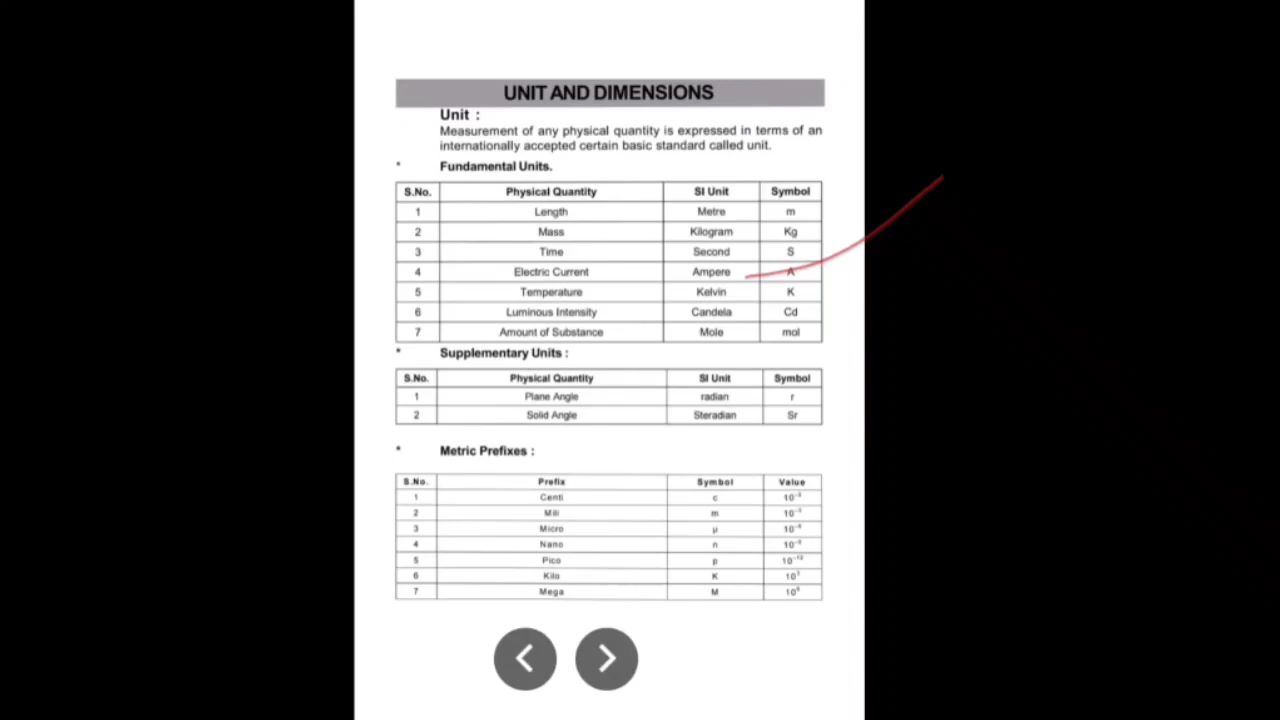 UNIT AND DIMENSIONS
Unit :
Measurement of any physical quantity is expressed in terms of an
internationally accepted certain basic standard called unit.
* Fundamental Units.
S.No. Physical Quantity SI Unit Symbol
1 Length Metre m
2 Mass Kilogram Kg
3 Time Second S
4 Electric Current Ampere A
5 Temperature Kelvin K
6 Luminous Intensity Candela Cd
7 Amount of Substance Mole mol
* Supplementary Units :
S.No. Physical Quantity SI Unit Symbol
1 Plane Angle radian r
2 Solid Angle Steradian Sr
* Metric Prefixes :
S.No. Prefix Symbol Value
1 Centi c
2 Mili m
3 Micro μ
4 Nano n
5 Pico p 10⁻¹²
6 Kilo K
7 Mega M